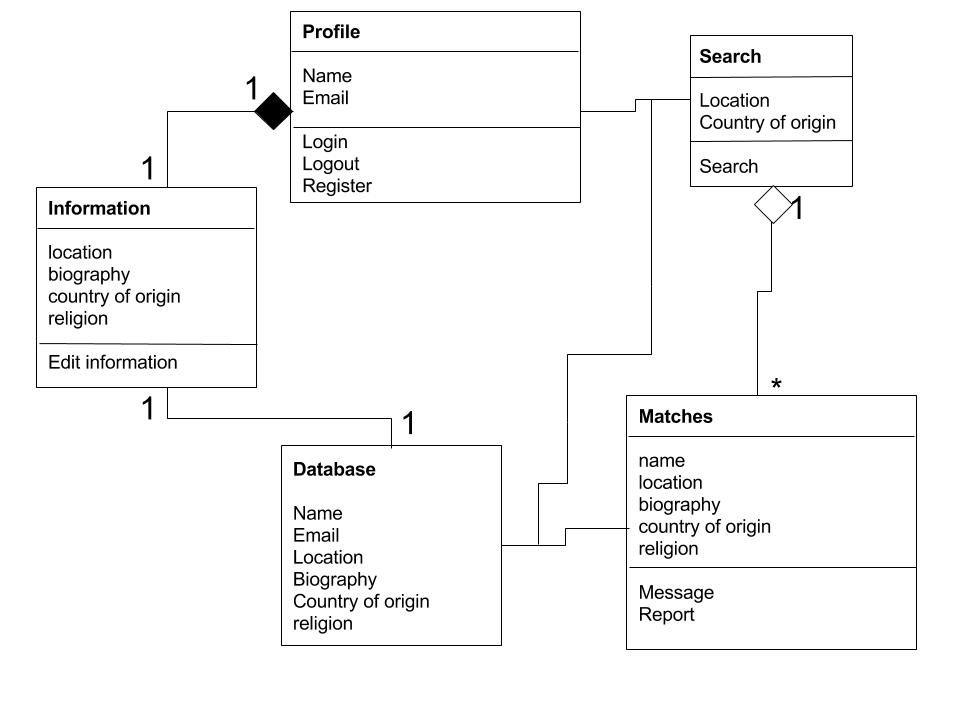 Profile
Name
Email
Login
Logout
Register
1
1
Search
Location
Country of origin
Search
1
Information
location
biography
country of origin
religion
Edit information
1
1
Database
Name
Email
Location
Biography
Country of origin
religion
*
Matches
name
location
biography
country of origin
religion
Message
Report